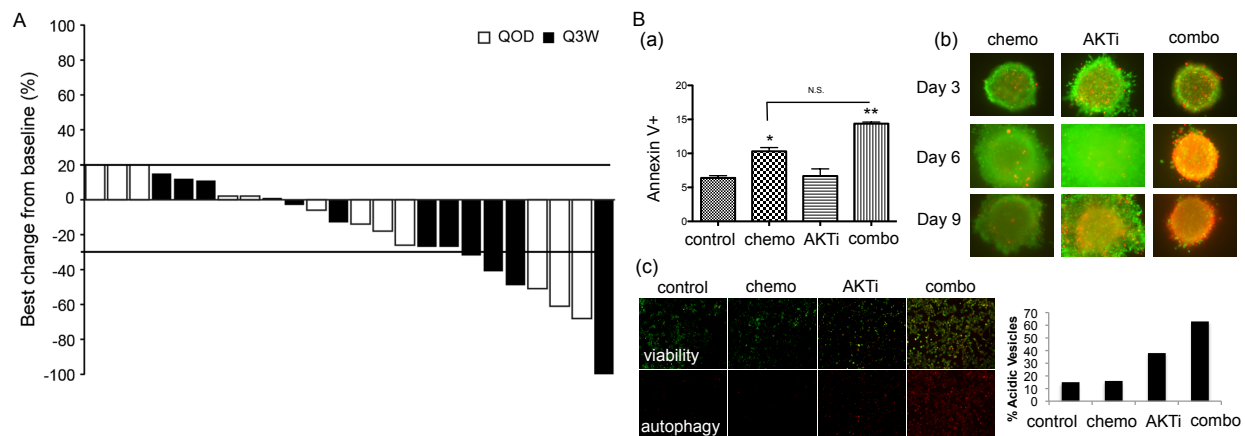 A
100
80
60
40
20
0
-20
-40
-60
-80
-100
Best change from baseline (%)
QOD Q3W
B
(a)
20
15
10
5
0
Annexin V+
N.S.
*
**
control chemo AKTi combo
(b)
chemo AKTi combo
Day 3
Day 6
Day 9
(c)
control chemo AKTi combo
viability
autophagy
70
60
50
40
30
20
10
0
% Acidic Vesicles
control chemo AKTi combo